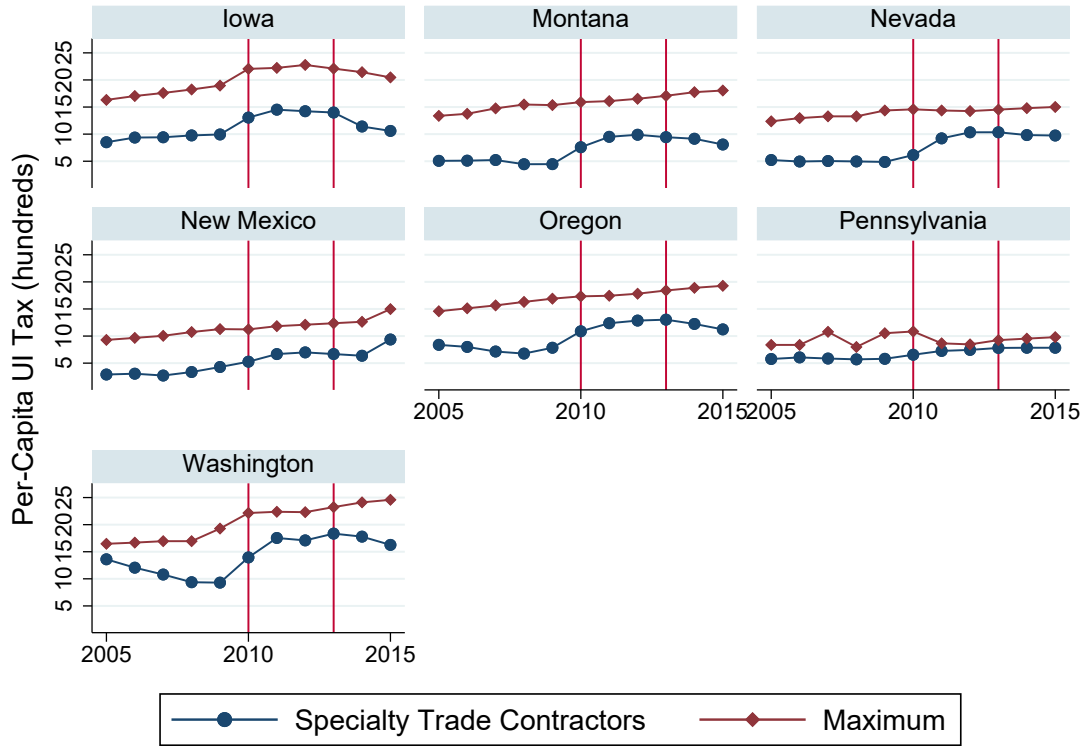 Iowa Montana Nevada
5 10 15 20 25
New Mexico Oregon Pennsylvania
5 10 15 20 25
2005 2010 2015 2005 2010 2015
Washington
5 10 15 20 25
2005 2010 2015
Per-Capita UI Tax (hundreds)
Specialty Trade Contractors Maximum